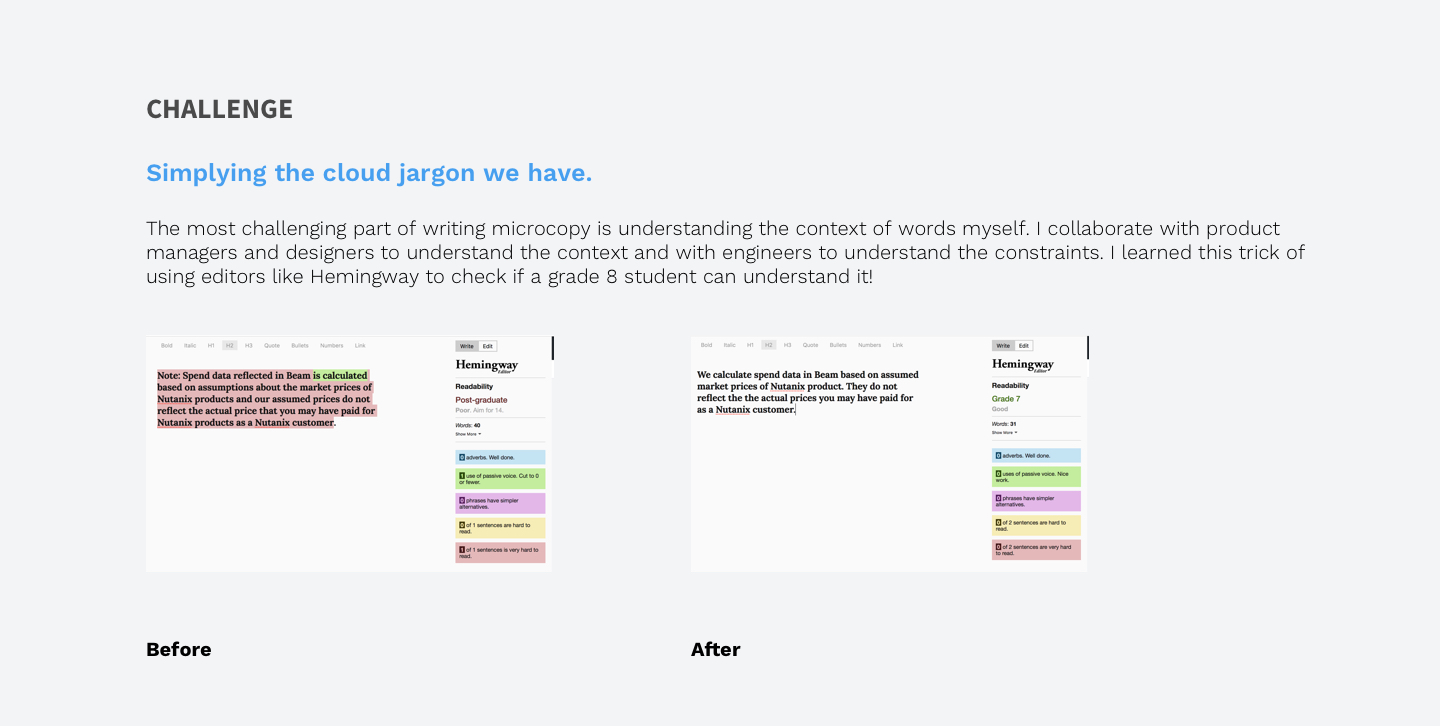 CHALLENGE
Simplying the cloud jargon we have.
The most challenging part of writing microcopy is understanding the context of words myself. I collaborate with product
managers and designers to understand the context and with engineers to understand the constraints. I learned this trick of
using editors like Hemingway to check if a grade 8 student can understand it!
Bold Italic H1 H2 H3 Quote Bullets Numbers Link
Write Edit
Note: Spend data reflected in Beam is calculated
based on assumptions about the market prices of
Nutanix products and our assumed prices do not
reflect the actual price that you may have paid for
Nutanix products as a Nutanix customer.
Hemingway
Editor
Readability
Post-graduate
Poor. Aim for 14.
Words: 40
Show More
0 adverbs. Well done.
1 use of passive voice. Cut to 0
or fewer.
0 phrases have simpler
alternatives.
0 of 1 sentences are hard to
read.
1 of 1 sentences is very hard to
read.
Bold Italic H1 H2 H3 Quote Bullets Numbers Link
Write Edit
We calculate spend data in Beam based on assumed
market prices of Nutanix product. They do not
reflect the the actual prices you may have paid for
as a Nutanix customer.
Hemingway
Editor
Readability
Grade 7
Good
Words: 31
Show More
0 adverbs. Well done.
0 uses of passive voice. Nice
work.
0 phrases have simpler
alternatives.
0 of 2 sentences are hard to
read.
0 of 2 sentences are very hard
to read.
Before
After